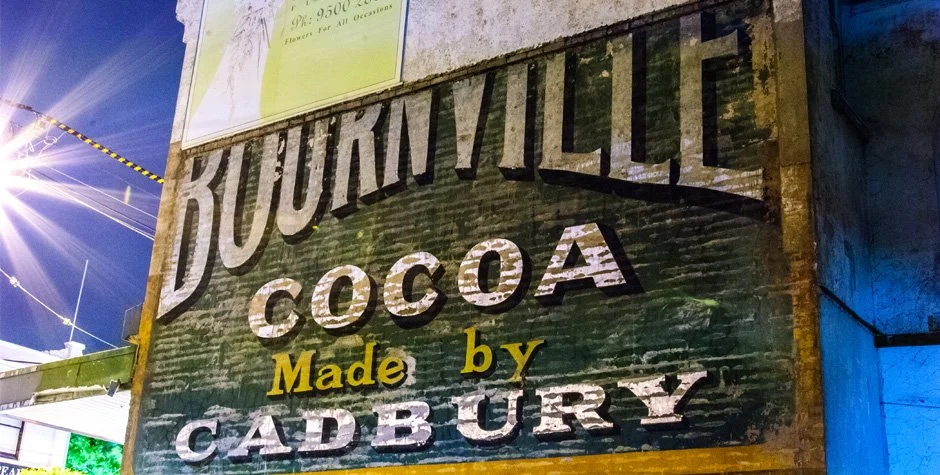 Flowers For All Occasions
BOURNVILLE
COCOA
Made by
CADBURY